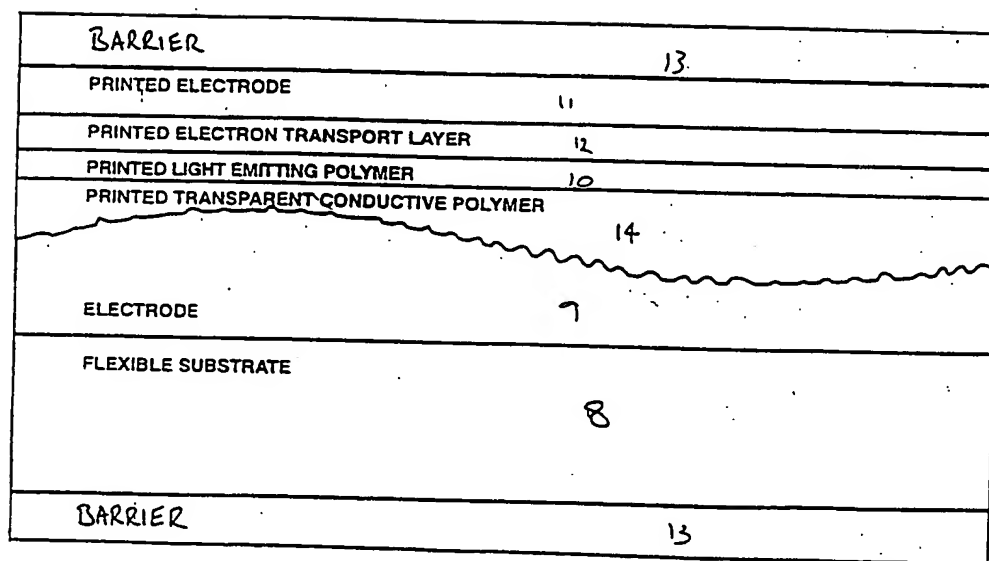 BARRIER 13
PRINTED ELECTRODE 11
PRINTED ELECTRON TRANSPORT LAYER 12
PRINTED LIGHT EMITTING POLYMER 10
PRINTED TRANSPARENT CONDUCTIVE POLYMER
14
ELECTRODE 9
FLEXIBLE SUBSTRATE
8
BARRIER 13